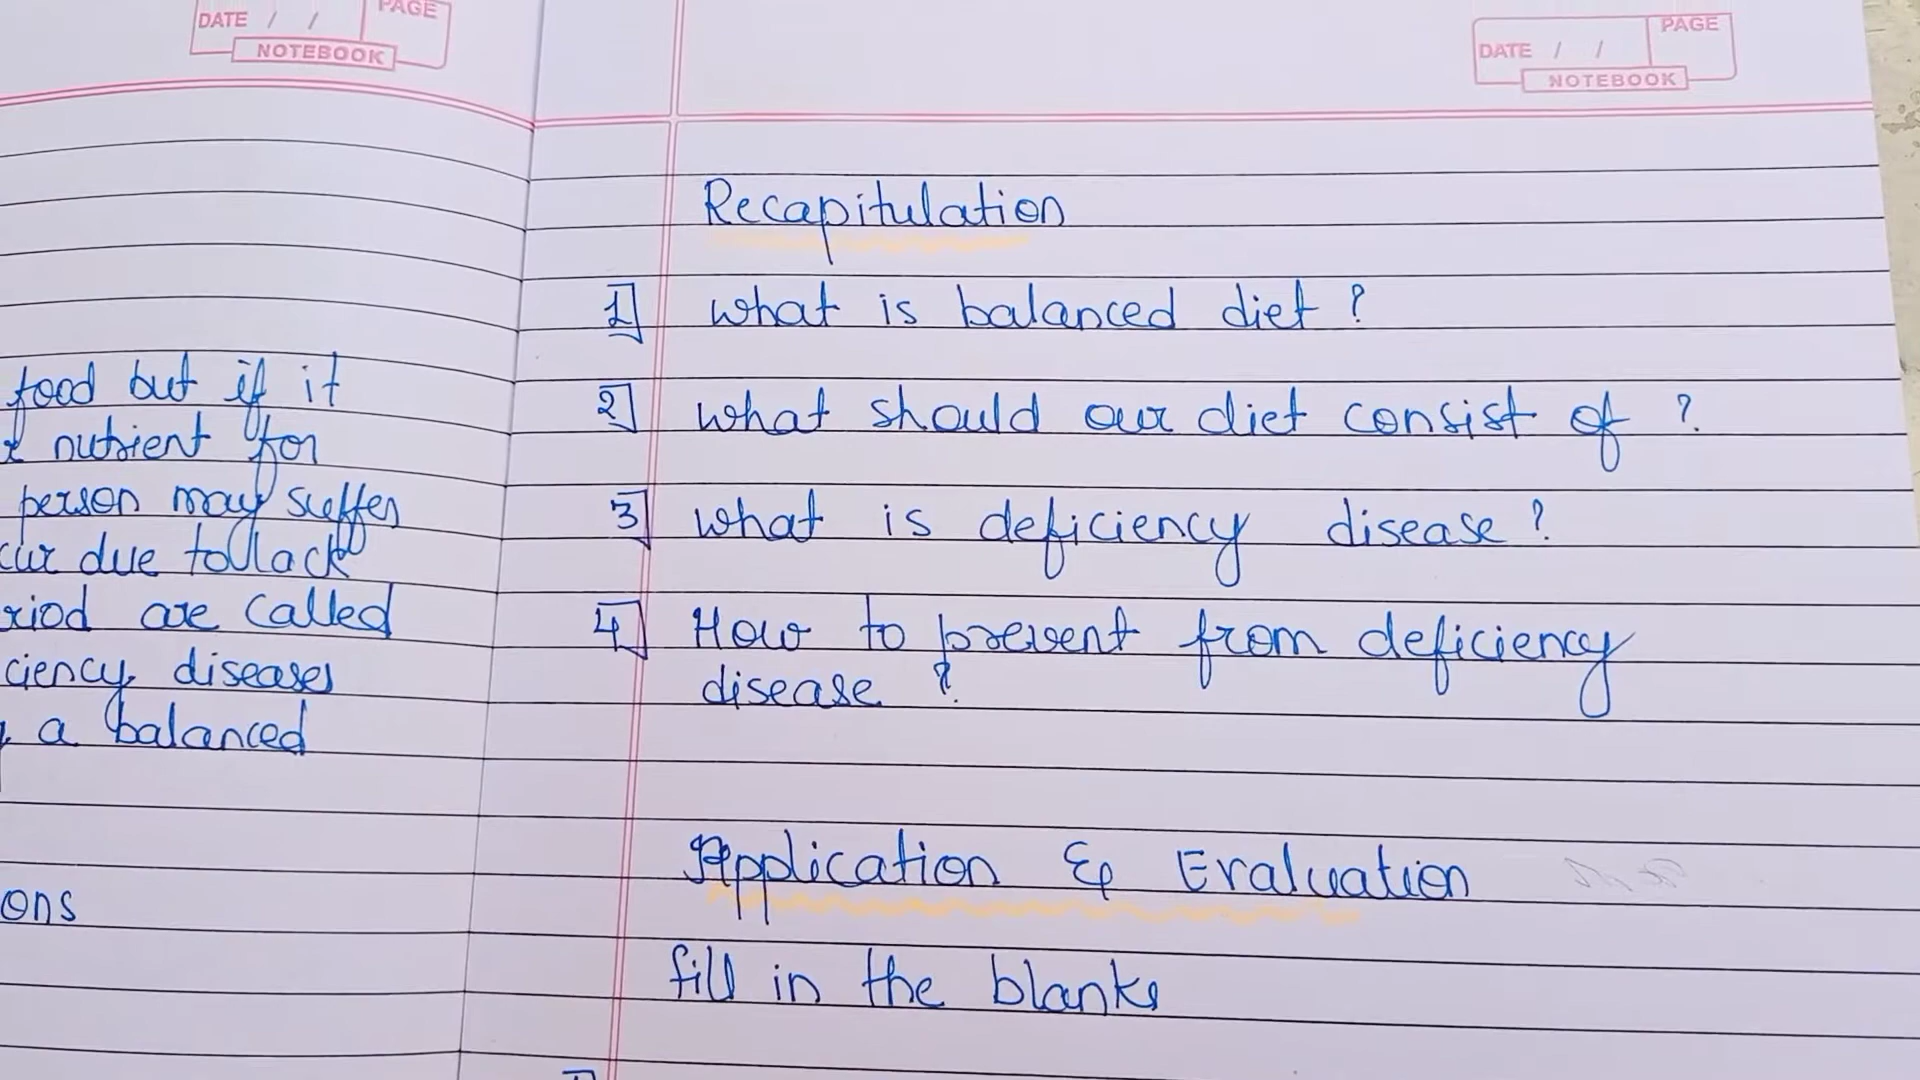 DATE / / PAGE
NOTEBOOK
food but if it
nutrient for
person may suffer
cur due to lack
riod are called
ciency diseases
a balanced
ons
DATE / / PAGE
NOTEBOOK
Recapitulation
1] what is balanced diet ?
2] what should our diet consist of ?
3] what is deficiency disease ?
4] How to prevent from deficiency
disease ?
Application & Evaluation
fill in the blanks